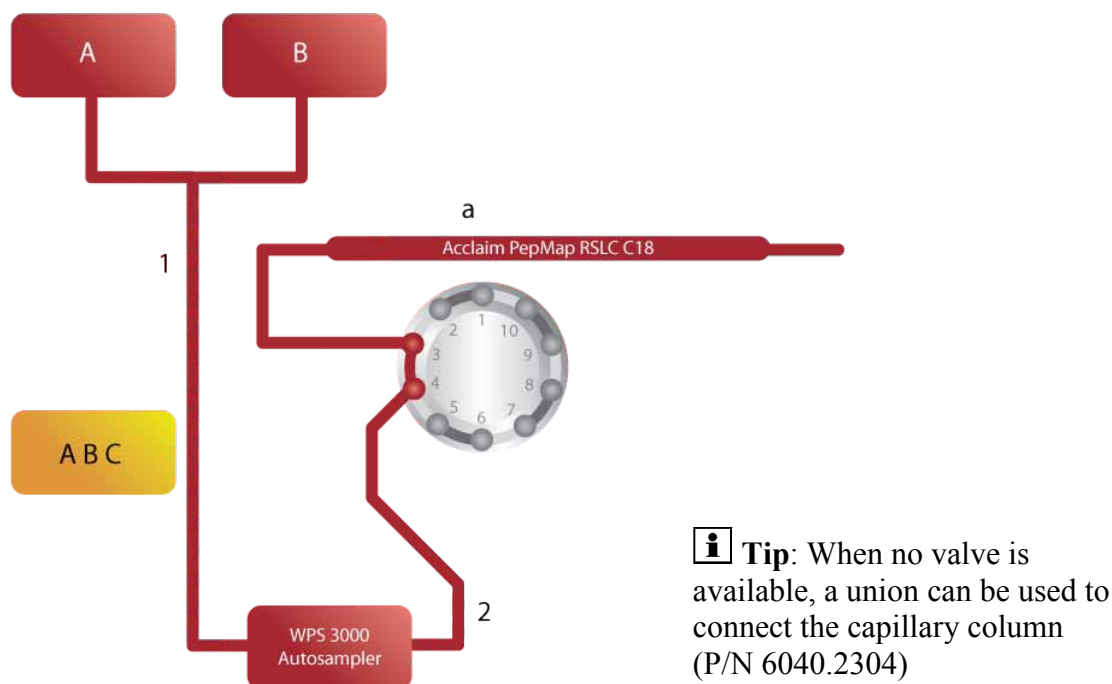 A
B
a
Acclaim PepMap RSLC C18
1
1
2
10
3
9
4
8
5
7
6
A B C
2
WPS 3000
Autosampler
i Tip: When no valve is
available, a union can be used to
connect the capillary column
(P/N 6040.2304)